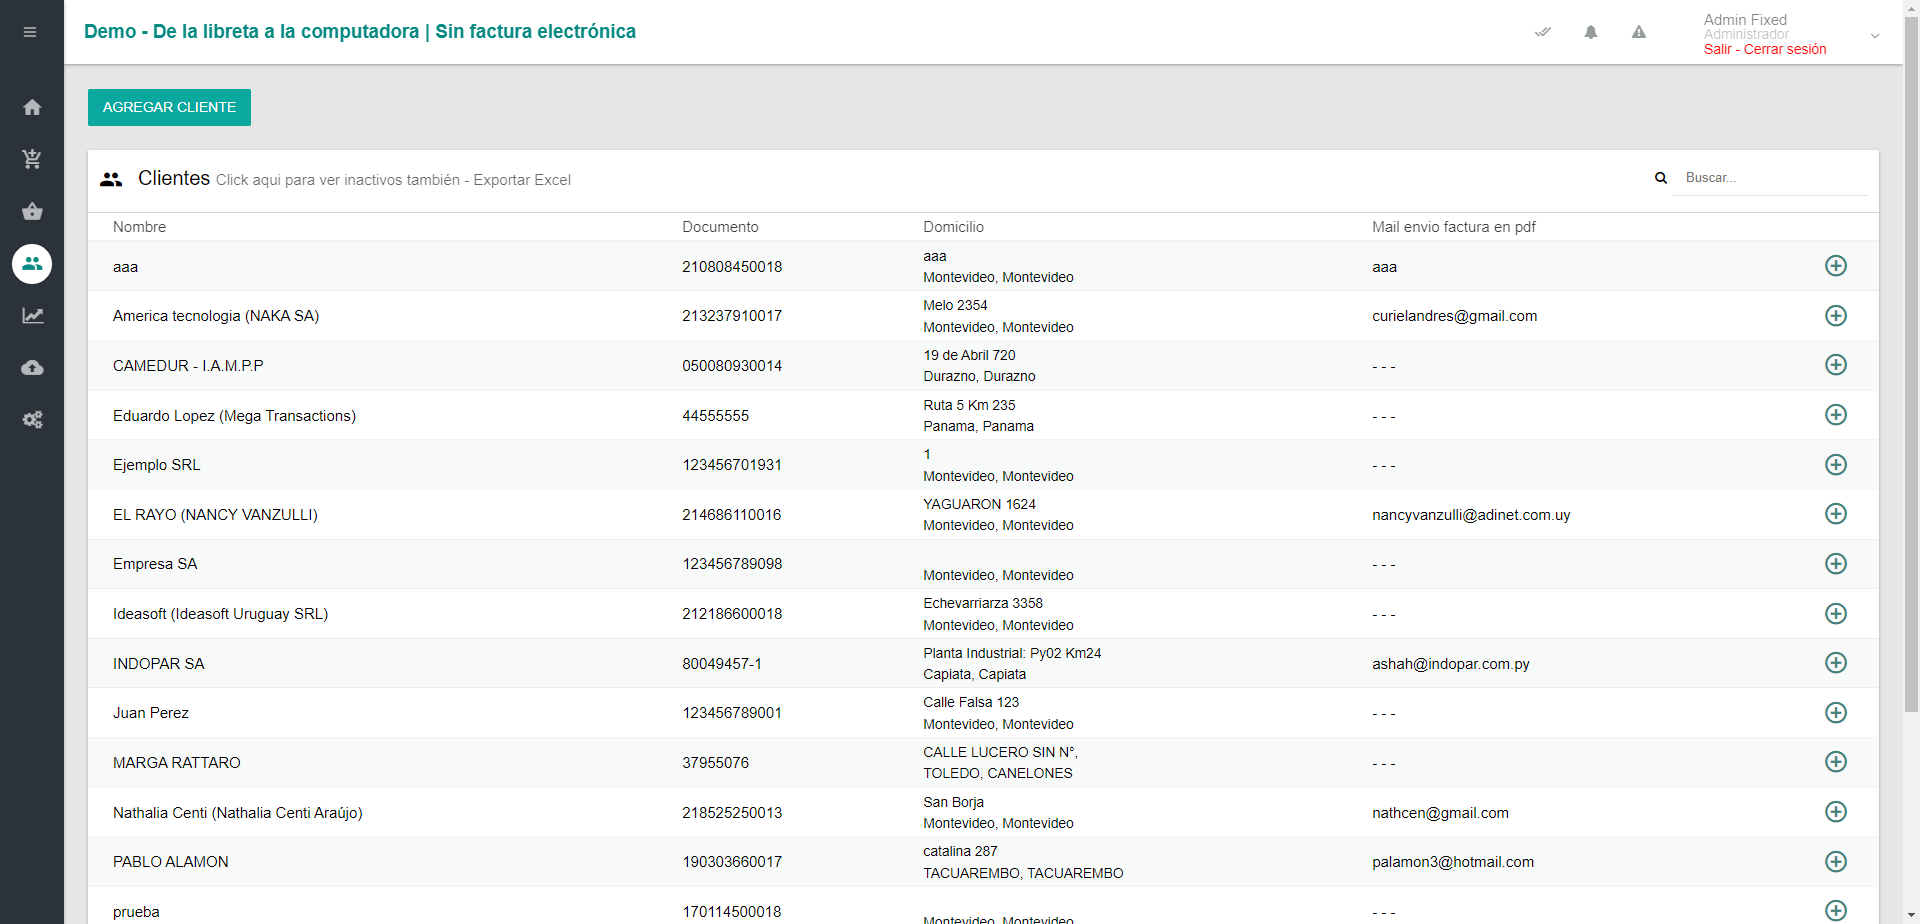 Demo - De la libreta a la computadora | Sin factura electrónica
Admin Fixed
Administrador
Salir - Cerrar sesión
AGREGAR CLIENTE
Clientes Click aqui para ver inactivos también - Exportar Excel
Buscar...
Nombre Documento Domicilio Mail envio factura en pdf
aaa 210808450018 aaa
Montevideo, Montevideo aaa
America tecnologia (NAKA SA) 213237910017 Melo 2354
Montevideo, Montevideo curielandres@gmail.com
CAMEDUR - I.A.M.P.P 050080930014 19 de Abril 720
Durazno, Durazno - - -
Eduardo Lopez (Mega Transactions) 44555555 Ruta 5 Km 235
Panama, Panama - - -
Ejemplo SRL 123456701931 1
Montevideo, Montevideo - - -
EL RAYO (NANCY VANZULLI) 214686110016 YAGUARON 1624
Montevideo, Montevideo nancyvanzulli@adinet.com.uy
Empresa SA 123456789098
Montevideo, Montevideo - - -
Ideasoft (Ideasoft Uruguay SRL) 212186600018 Echevarriarza 3358
Montevideo, Montevideo - - -
INDOPAR SA 80049457-1 Planta Industrial: Py02 Km24
Capiata, Capiata ashah@indopar.com.py
Juan Perez 123456789001 Calle Falsa 123
Montevideo, Montevideo - - -
MARGA RATTARO 37955076 CALLE LUCERO SIN N°,
TOLEDO, CANELONES - - -
Nathalia Centi (Nathalia Centi Araújo) 218525250013 San Borja
Montevideo, Montevideo nathcen@gmail.com
PABLO ALAMON 190303660017 catalina 287
TACUAREMBO, TACUAREMBO palamon3@hotmail.com
prueba 170114500018
Montevideo, Montevideo - - -